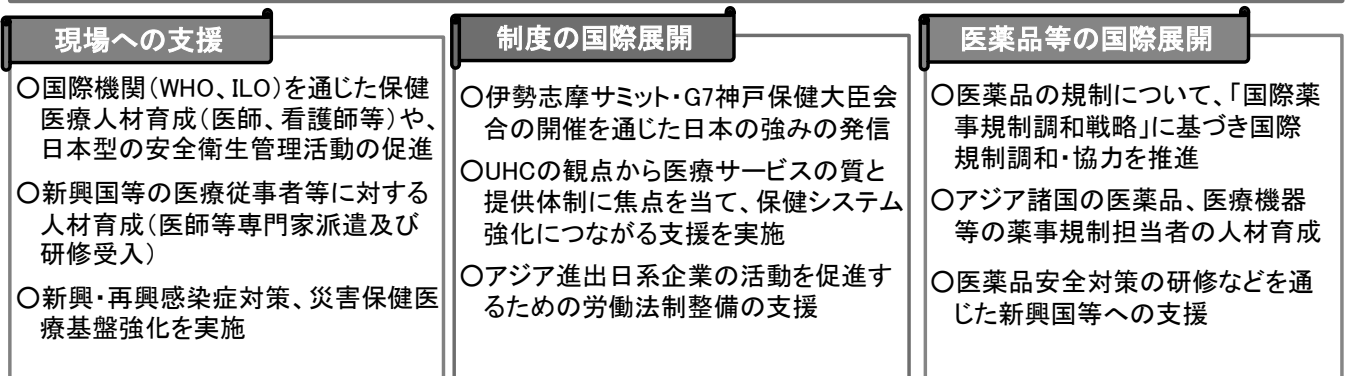 現場への支援
〇国際機関(WHO、ILO)を通じた保健
医療人材育成(医師、看護師等)や、
日本型の安全衛生管理活動の促進
〇新興国等の医療従事者等に対する
人材育成(医師等専門家派遣及び
研修受入)
〇新興・再興感染症対策、災害保健医
療基盤強化を実施
制度の国際展開
〇伊勢志摩サミット・G7神戸保健大臣会
合の開催を通じた日本の強みの発信
〇UHCの観点から医療サービスの質と
提供体制に焦点を当て、保健システム
強化につながる支援を実施
〇アジア進出日系企業の活動を促進す
るための労働法制整備の支援
医薬品等の国際展開
〇医薬品の規制について、「国際薬
事規制調和戦略」に基づき国際
規制調和・協力を推進
〇アジア諸国の医薬品、医療機器
等の薬事規制担当者の人材育成
〇医薬品安全対策の研修などを通
じた新興国等への支援